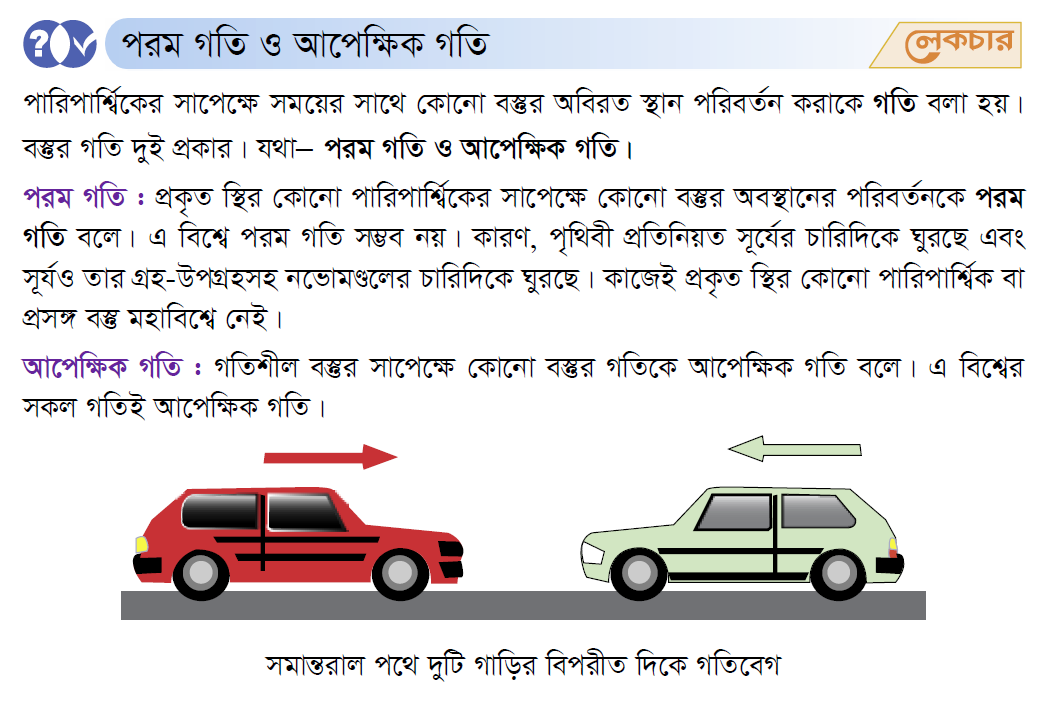 পরম গতি ও আপেক্ষিক গতি
লেকচার
পারিপার্শ্বিকের সাপেক্ষে সময়ের সাথে কোনো বস্তুর অবিরত স্থান পরিবর্তন করাকে গতি বলা হয়।
বস্তুর গতি দুই প্রকার। যথা– পরম গতি ও আপেক্ষিক গতি।
পরম গতি : প্রকৃত স্থির কোনো পারিপার্শ্বিকের সাপেক্ষে কোনো বস্তুর অবস্থানের পরিবর্তনকে পরম
গতি বলে। এ বিশ্বে পরম গতি সম্ভব নয়। কারণ, পৃথিবী প্রতিনিয়ত সূর্যের চারিদিকে ঘুরছে এবং
সূর্যও তার গ্রহ-উপগ্রহসহ নভোমণ্ডলের চারিদিকে ঘুরছে। কাজেই প্রকৃত স্থির কোনো পারিপার্শ্বিক বা
প্রসঙ্গ বস্তু মহাবিশ্বে নেই।
আপেক্ষিক গতি : গতিশীল বস্তুর সাপেক্ষে কোনো বস্তুর গতিকে আপেক্ষিক গতি বলে। এ বিশ্বের
সকল গতিই আপেক্ষিক গতি।
সমান্তরাল পথে দুটি গাড়ির বিপরীত দিকে গতিবেগ